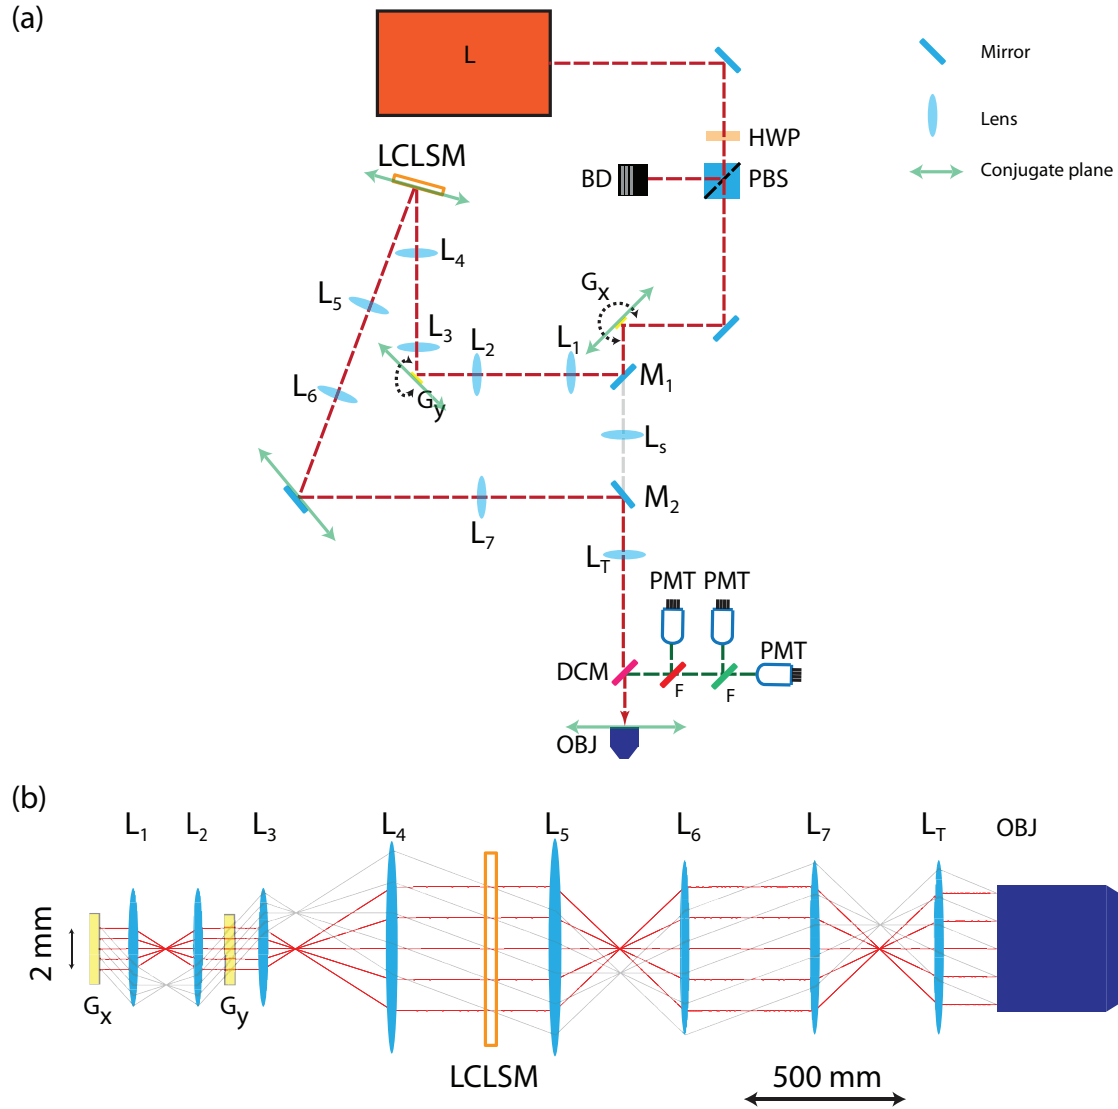 (a)
L
Mirror
Lens
Conjugate plane
HWP
BD
PBS
LCLSM
L4
L5
Gx
L3
L2
L1
M1
L6
Gy
Ls
M2
L7
LT
PMT PMT
DCM
PMT
F
F
OBJ
(b)
L1 L2 L3 L4 L5 L6 L7 LT OBJ
2 mm
Gx Gy
LCLSM
500 mm